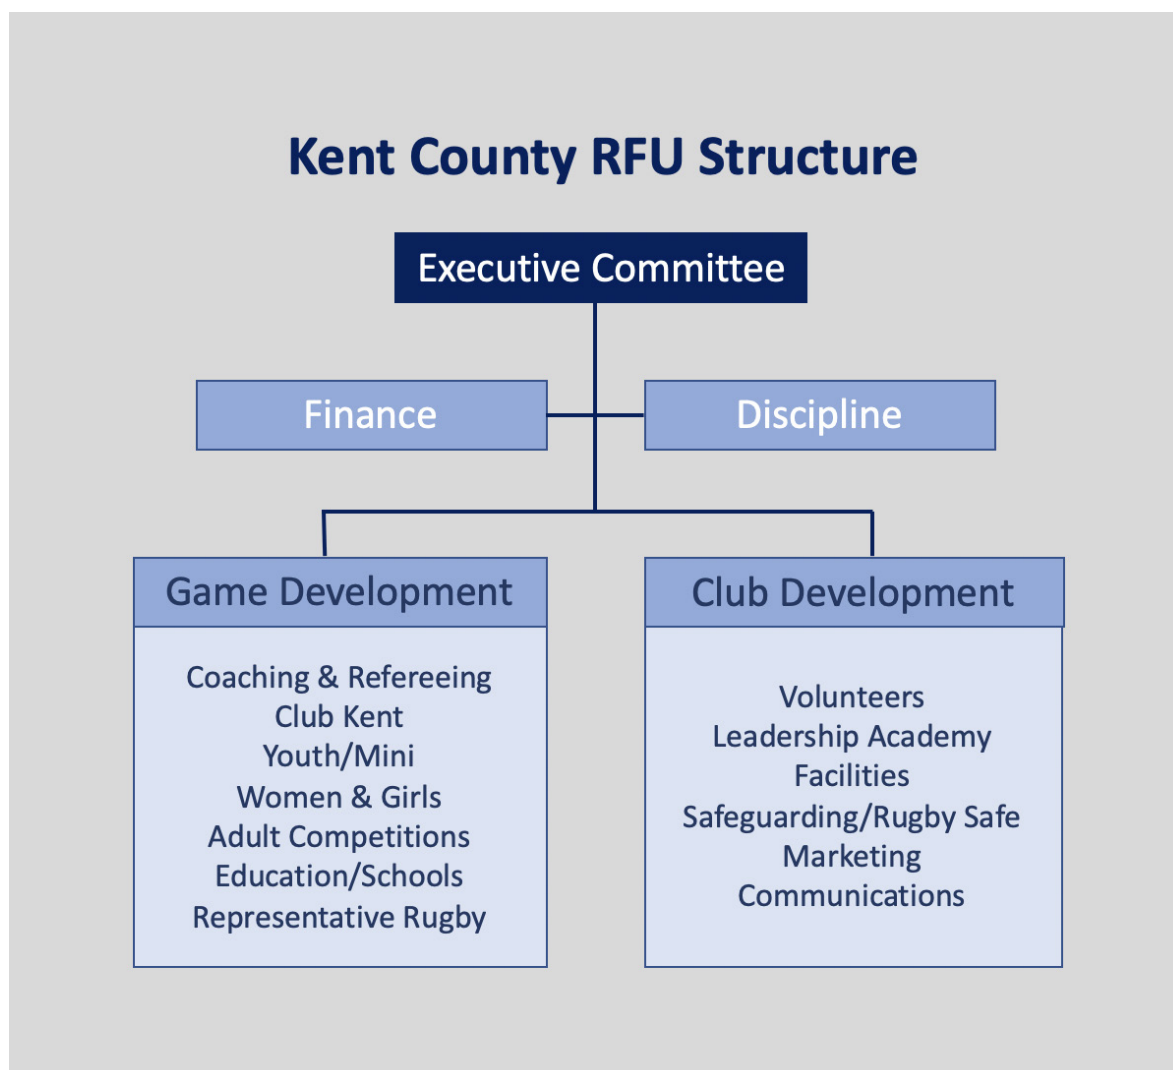 Kent County RFU Structure
Executive Committee
Finance
Discipline
Game Development
Coaching & Refereeing
Club Kent
Youth/Mini
Women & Girls
Adult Competitions
Education/Schools
Representative Rugby
Club Development
Volunteers
Leadership Academy
Facilities
Safeguarding/Rugby Safe
Marketing
Communications